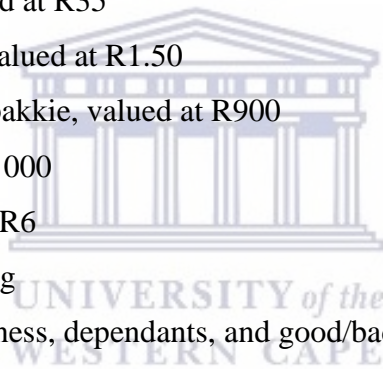 d at R35
valued at R1.50
bakkie, valued at R900
000
R6
g
UNIVERSITY of the
ness, dependants, and good/bac
WESTERN CAPE